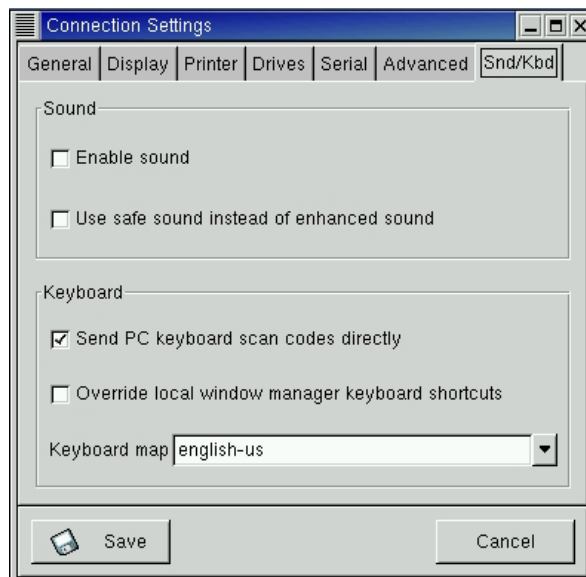 Connection Settings
General Display Printer Drives Serial Advanced Snd/Kbd
Sound
Enable sound
Use safe sound instead of enhanced sound
Keyboard
Send PC keyboard scan codes directly
Override local window manager keyboard shortcuts
Keyboard map english-us
Save Cancel